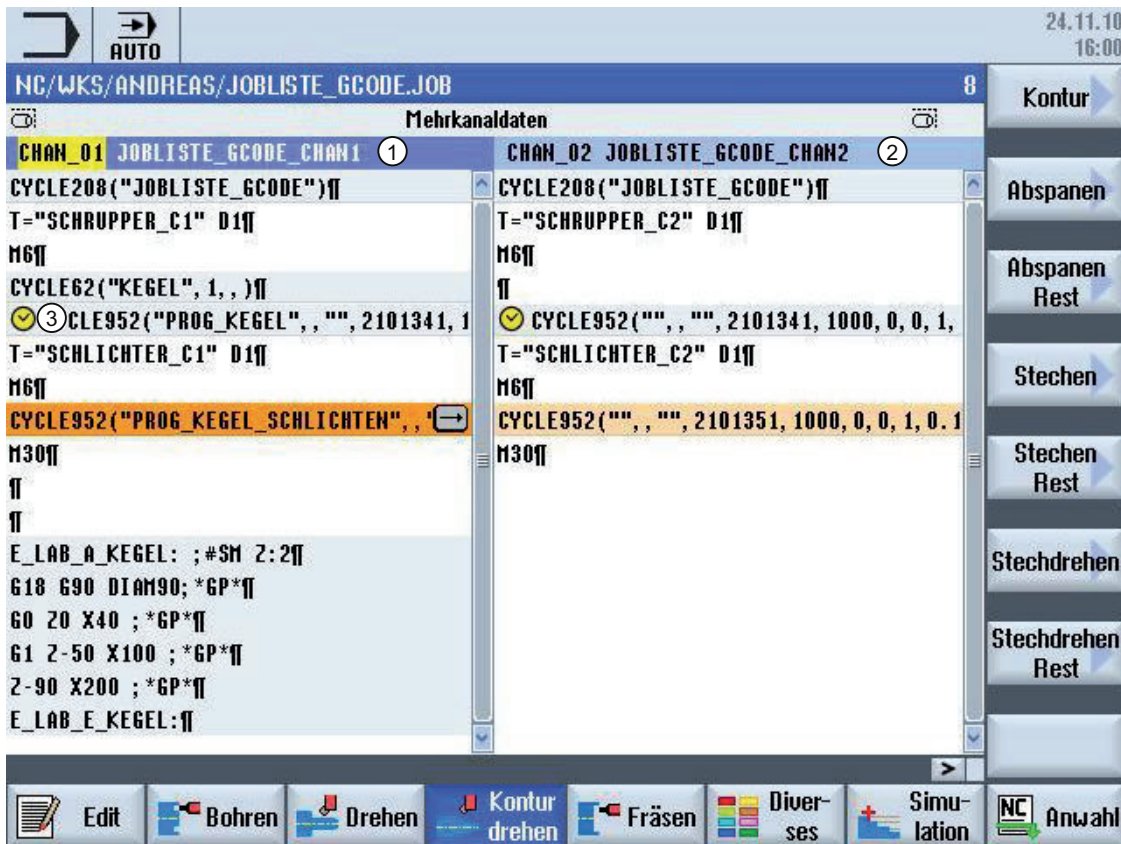 24.11.10
16:00
AUTO
NC/WKS/ANDREAS/JOBLISTE_GCODE.JOB 8
Mehrkanaldaten
CHAN_01 JOBLISTE_GCODE_CHAN1 1
CYCLE208("JOBLISTE_GCODE")¶
T="SCHRUPPER_C1" D1¶
M6¶
CYCLE62("KEGEL",1,,)¶
3 CLE952("PROG_KEGEL",,"",2101341,1
T="SCHLICHTER_C1" D1¶
M6¶
CYCLE952("PROG_KEGEL_SCHLICHTEN",,"
M30¶
¶
¶
E_LAB_A_KEGEL: ;#SM Z:2¶
G18 G90 DIAM90;*GP*¶
G0 Z0 X40 ;*GP*¶
G1 Z-50 X100 ;*GP*¶
Z-90 X200 ;*GP*¶
E_LAB_E_KEGEL:¶
CHAN_02 JOBLISTE_GCODE_CHAN2 2
CYCLE208("JOBLISTE_GCODE")¶
T="SCHRUPPER_C2" D1¶
M6¶
¶
CYCLE952("",,"",2101341,1000,0,0,1,
T="SCHLICHTER_C2" D1¶
M6¶
CYCLE952("",,"",2101351,1000,0,0,1,0.1
M30¶
Kontur
Abspanen
Abspanen
Rest
Stechen
Stechen
Rest
Stechdrehen
Stechdrehen
Rest
>
Edit
Bohren
Drehen
Kontur
drehen
Fräsen
Diver-
ses
Simu-
lation
NC Anwahl